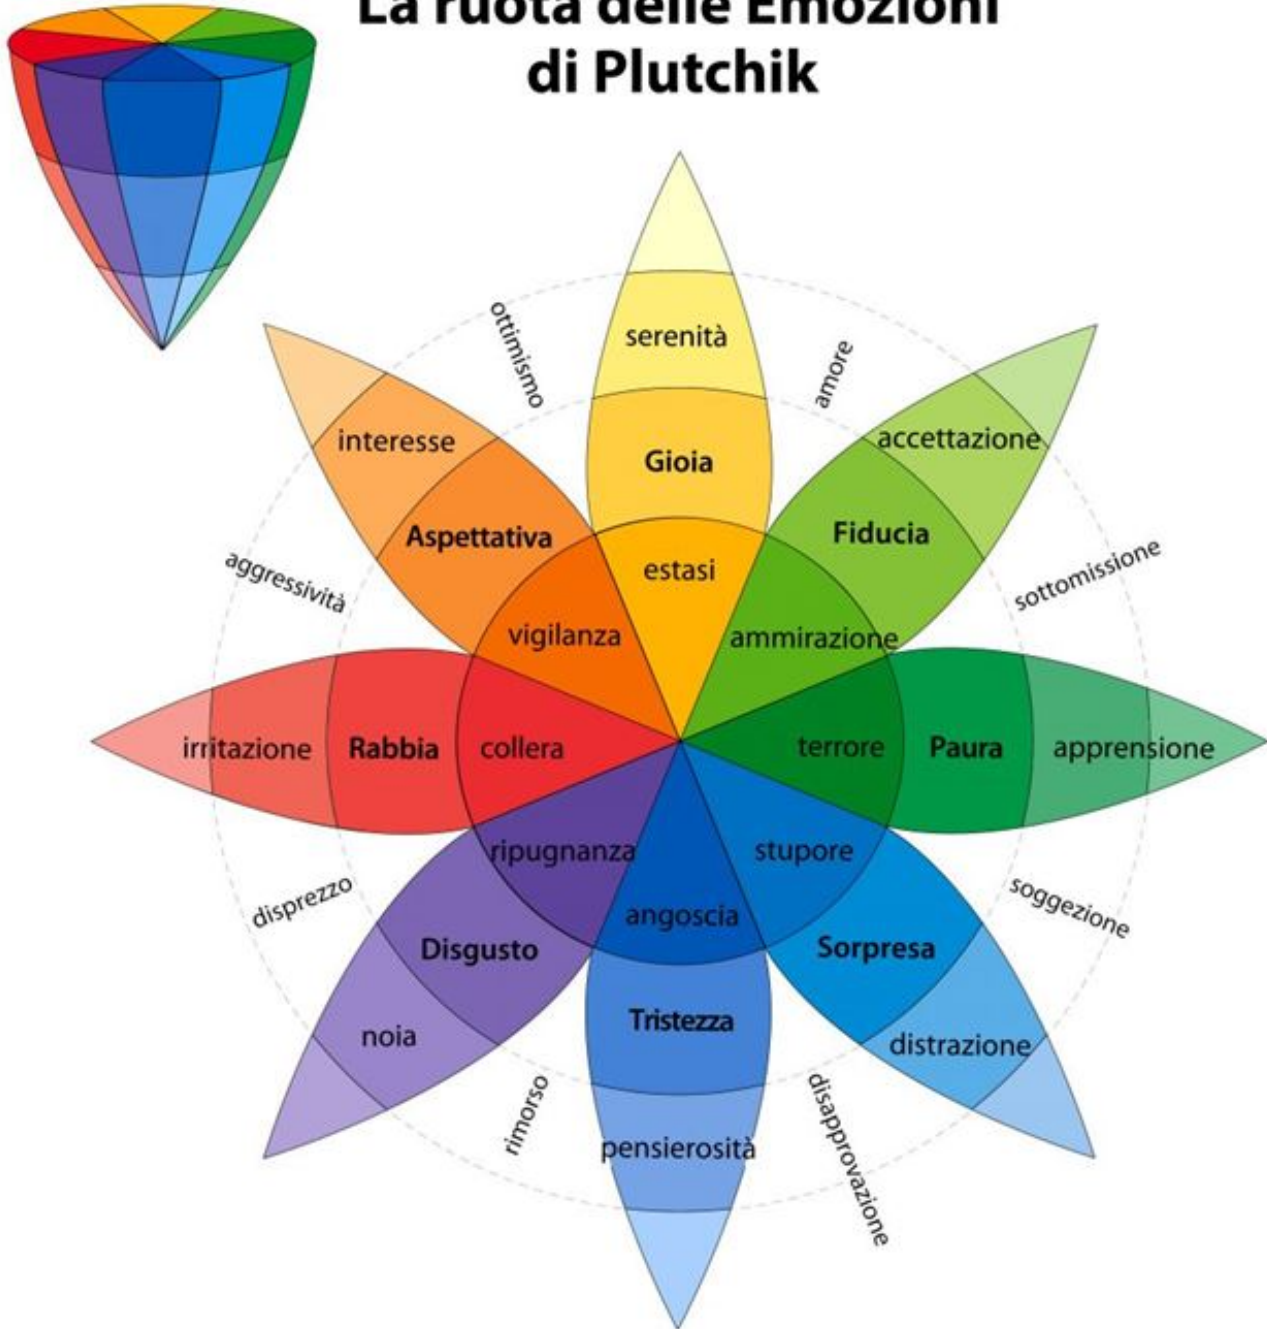 La ruota delle Emozioni
di Plutchik
ottimismo
serenità
amore
interesse
accettazione
Gioia
Aspettativa
Fiducia
aggressività
estasi
sottomissione
vigilanza
ammirazione
irritazione
Rabbia
collera
terrore
Paura
apprensione
ripugnanza
stupore
disprezzo
angoscia
soggezione
Disgusto
Sorpresa
Tristezza
noia
distrazione
rimorso
pensierosità
disapprovazione